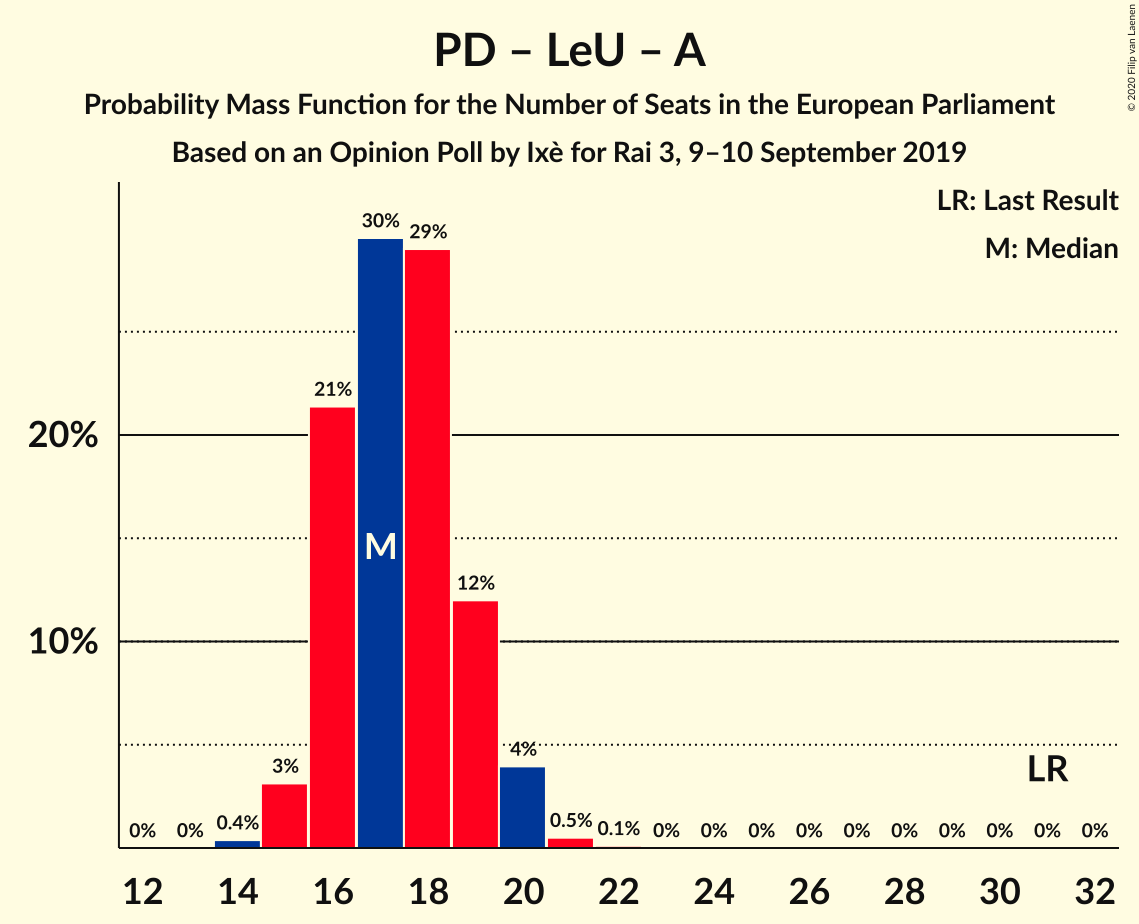 PD – LeU – A
Probability Mass Function for the Number of Seats in the European Parliament
Based on an Opinion Poll by Ixè for Rai 3, 9–10 September 2019
© 2020 Filip van Laenen
LR: Last Result
M: Median
30%
29%
21%
20%
M
12%
10%
4%
3%
LR
0% 0% 0.4% 0.5% 0.1% 0% 0% 0% 0% 0% 0% 0% 0% 0% 0%
12 14 16 18 20 22 24 26 28 30 32